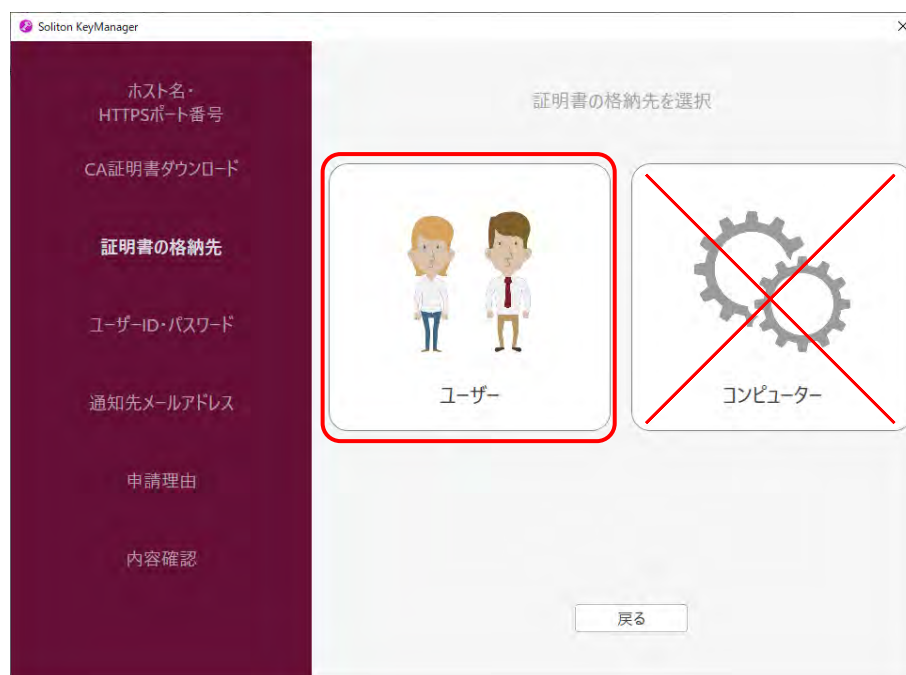 Soliton KeyManager
ホスト名・
HTTPSポート番号
CA証明書ダウンロード
証明書の格納先
ユーザーID・パスワード
通知先メールアドレス
申請理由
内容確認
証明書の格納先を選択
ユーザー
コンピューター
戻る